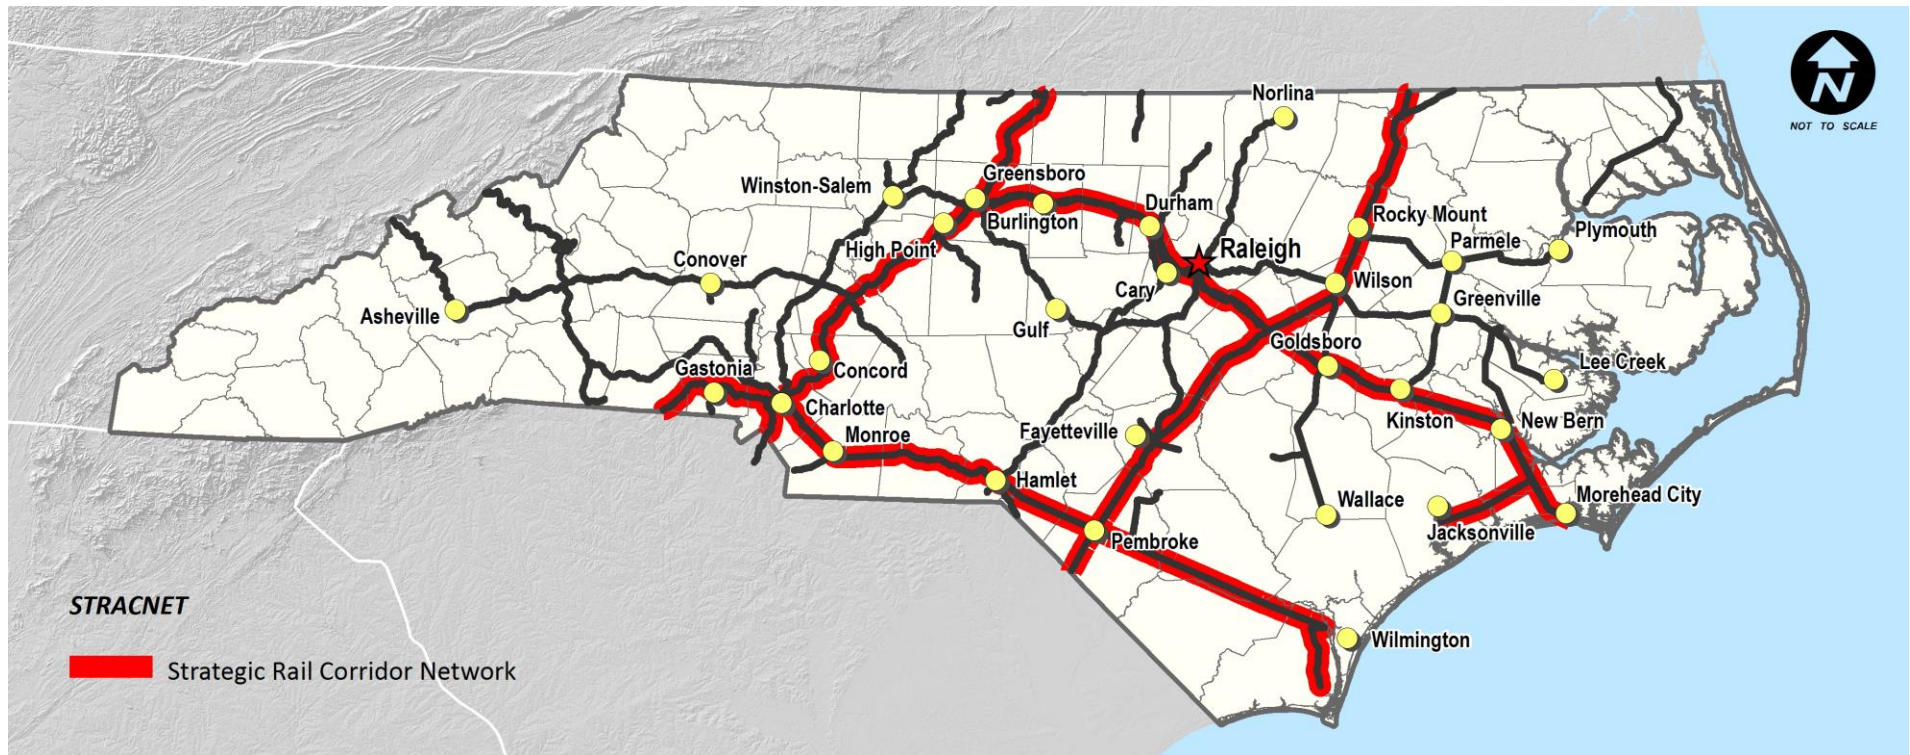 Norlina
N
NOT TO SCALE
Greensboro
Winston-Salem
Burlington
Durham
Rocky Mount
Plymouth
High Point
Raleigh
Parmele
Conover
Cary
Wilson
Asheville
Gulf
Greenville
Gastonia
Concord
Goldsboro
Lee Creek
Charlotte
Monroe
Fayetteville
Kinston
New Bern
Hamlet
Wallace
Morehead City
Jacksonville
Pembroke
STRACNET
Wilmington
Strategic Rail Corridor Network